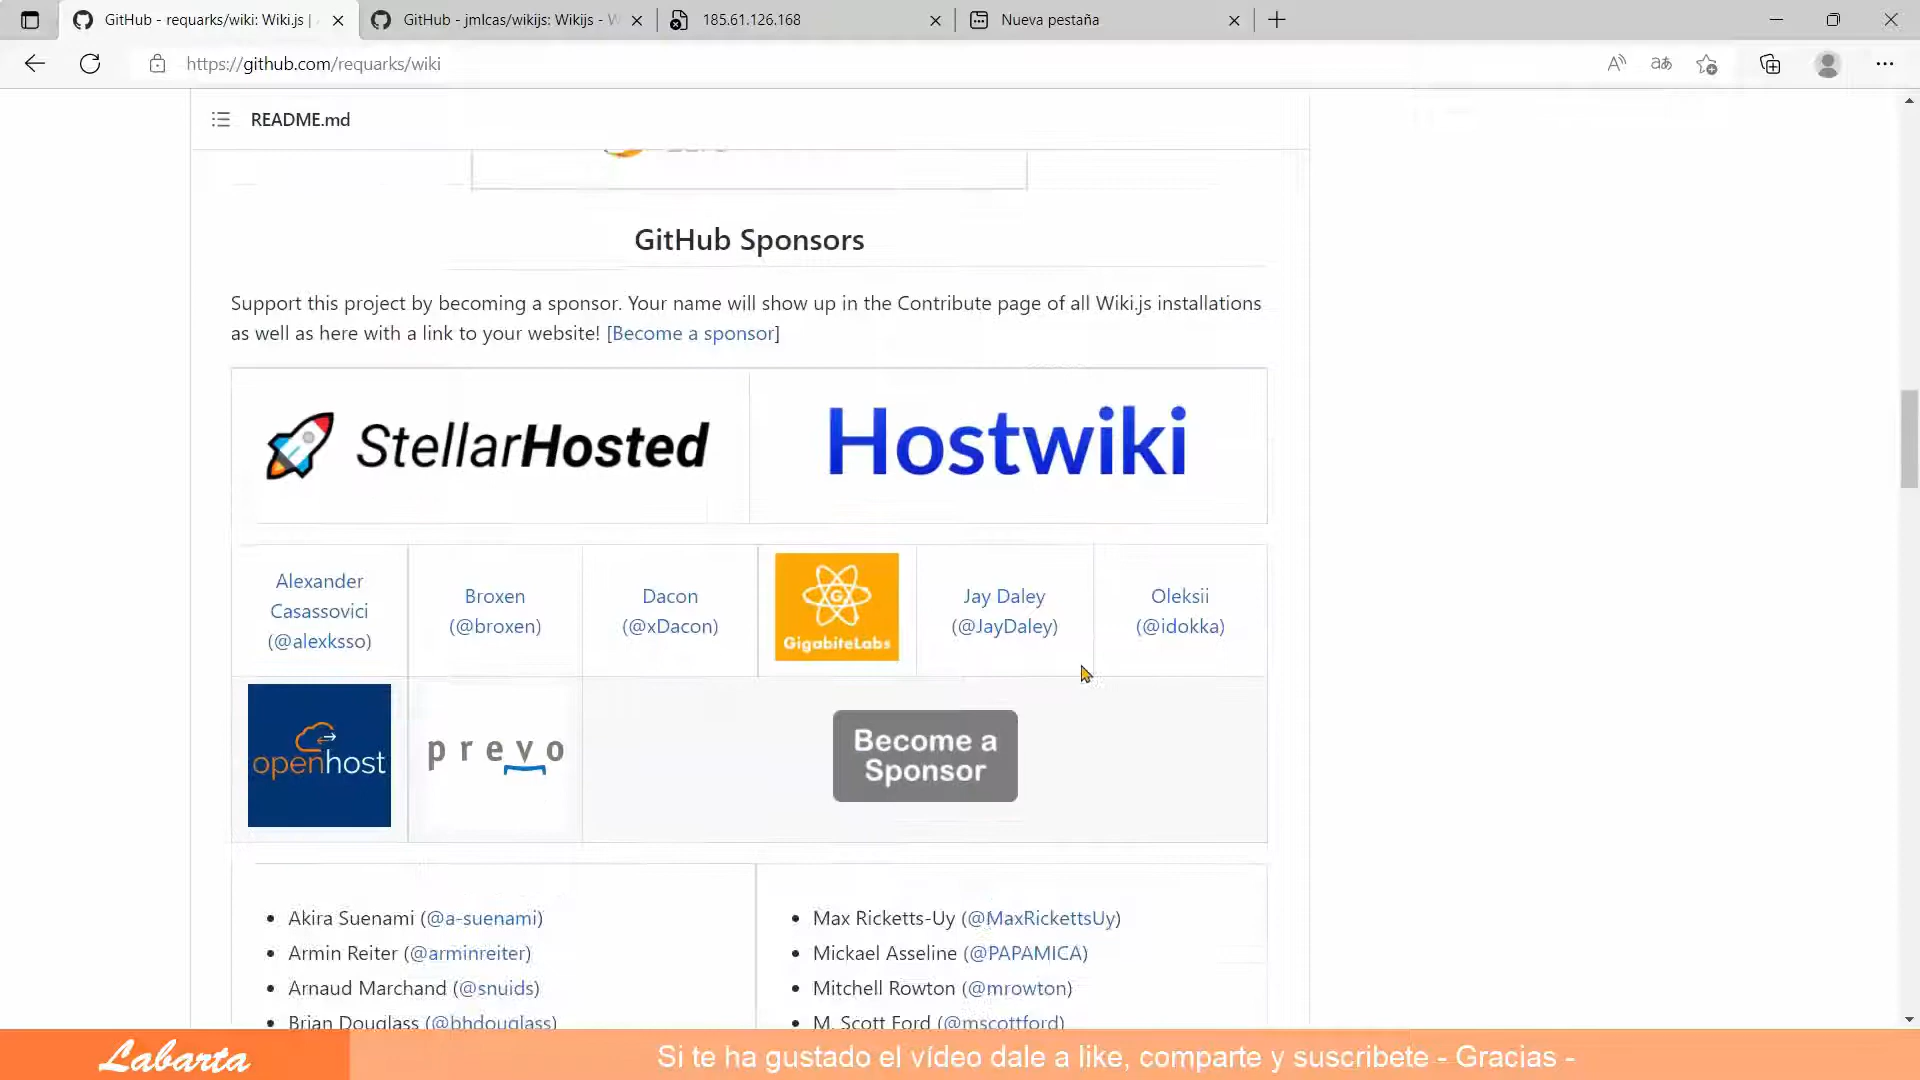 GitHub - requarks/wiki: Wiki.js |
GitHub - jmlcas/wikijs: Wikijs - W
185.61.126.168
Nueva pestaña
https://github.com/requarks/wiki
README.md
GitHub Sponsors
Support this project by becoming a sponsor. Your name will show up in the Contribute page of all Wiki.js installations
as well as here with a link to your website! [Become a sponsor]
StellarHosted
Hostwiki
Alexander
Casassovici
(@alexksso)
Broxen
(@broxen)
Dacon
(@xDacon)
G
GigabiteLabs
Jay Daley
(@JayDaley)
Oleksii
(@idokka)
openhost
prevo
Become a
Sponsor
• Akira Suenami (@a-suenami)
• Armin Reiter (@arminreiter)
• Arnaud Marchand (@snuids)
• Brian Douglass (@bhdouglass)
• Max Ricketts-Uy (@MaxRickettsUy)
• Mickael Asseline (@PAPAMICA)
• Mitchell Rowton (@mrowton)
• M. Scott Ford (@mscottford)
Labarta
Si te ha gustado el vídeo dale a like, comparte y suscribete - Gracias -